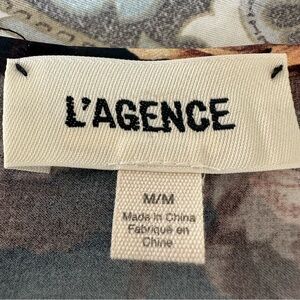 L'AGENCE
M/M
Made in China
Fabriqué en
Chine